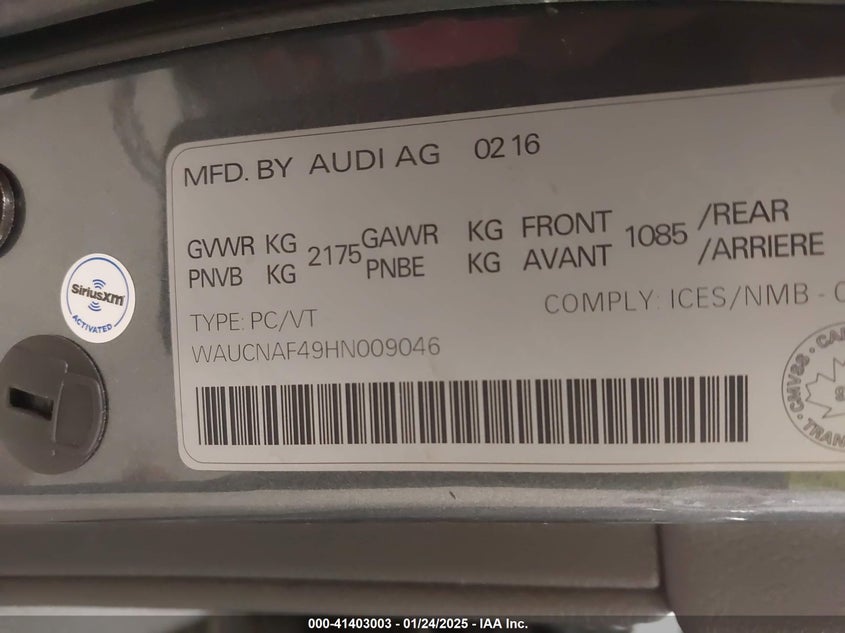 MFD. BY AUDI AG 02 16
GVWR KG 2175 GAWR KG FRONT 1085 /REAR
PNVB KG PNBE KG AVANT /ARRIERE
SiriusXM
ACTIVATED
TYPE: PC/VT
COMPLY: ICES/NMB -
WAUCNAF49HN009046
CMVSS
000-41403003 - 01/24/2025 - IAA Inc.